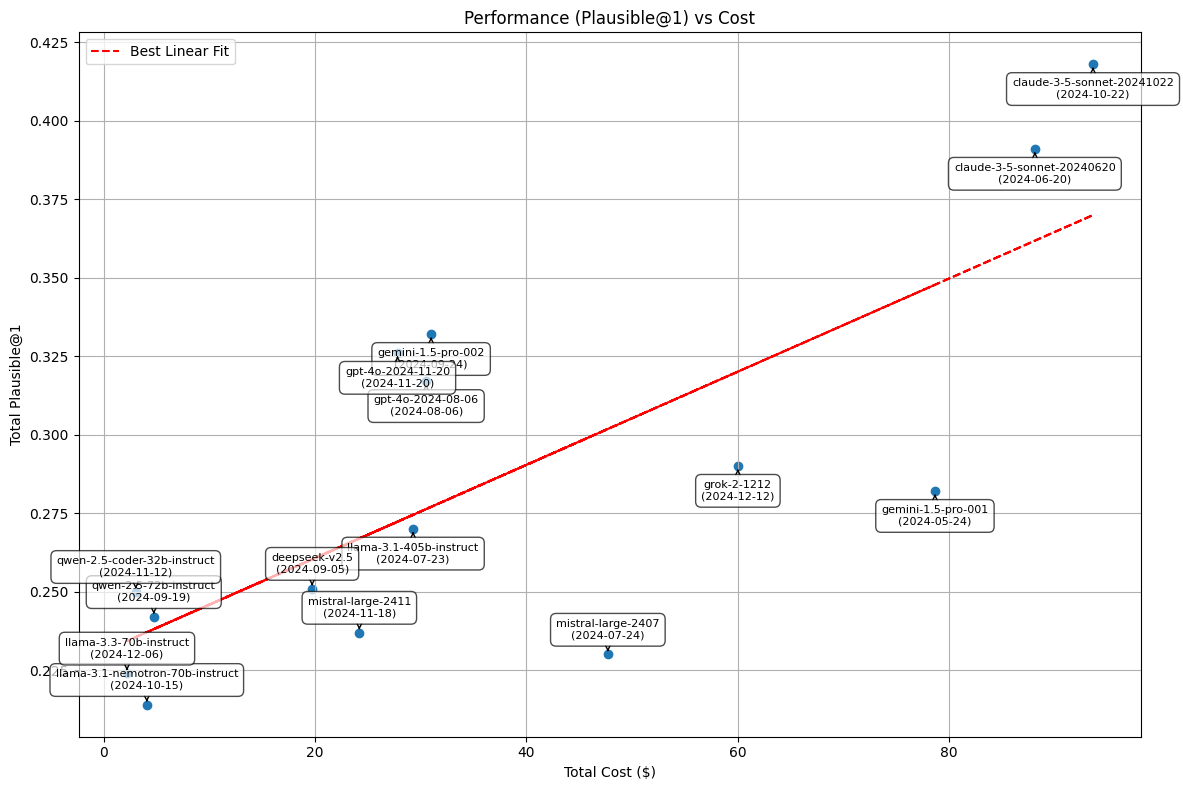 Performance (Plausible@1) vs Cost
Best Linear Fit
Total Plausible@1
0.425
0.400
0.375
0.350
0.325
0.300
0.275
0.250
0.225
claude-3-5-sonnet-20241022
(2024-10-22)
claude-3-5-sonnet-20240620
(2024-06-20)
gemini-1.5-pro-002
(2024-09-24)
gpt-4o-2024-11-20
(2024-11-20)
gpt-4o-2024-08-06
(2024-08-06)
grok-2-1212
(2024-12-12)
gemini-1.5-pro-001
(2024-05-24)
llama-3.1-405b-instruct
(2024-07-23)
deepseek-v2.5
(2024-09-05)
qwen-2.5-coder-32b-instruct
(2024-11-12)
qwen-2.5-72b-instruct
(2024-09-19)
mistral-large-2411
(2024-11-18)
mistral-large-2407
(2024-07-24)
llama-3.3-70b-instruct
(2024-12-06)
llama-3.1-nemotron-70b-instruct
(2024-10-15)
0
20
40
60
80
Total Cost ($)